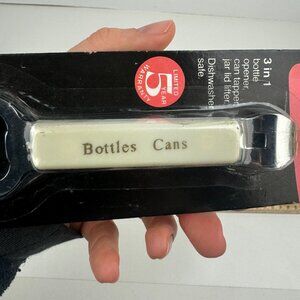 3 in 1
bottle
opener,
can tapper,
jar lid lifter.
Dishwasher
safe.
LIMITED
5
YEAR
WARRANTY
Bottles Cans